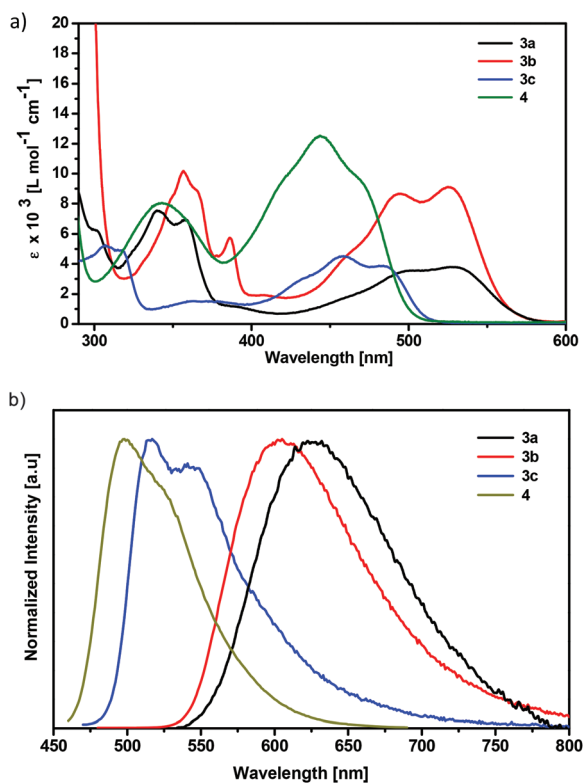 a)
ε x 10³ [L mol⁻¹ cm⁻¹]
20
18
16
14
12
10
8
6
4
2
0
3a
3b
3c
4
300 400 500 600
Wavelength [nm]
b)
Normalized Intensity [a.u]
3a
3b
3c
4
450 500 550 600 650 700 750 800
Wavelength [nm]